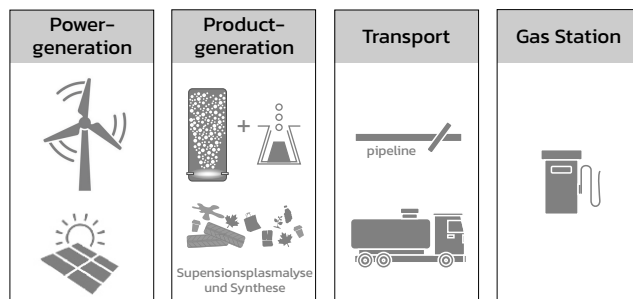 Power-
generation
Product-
generation
Transport
Gas Station
+
pipeline
Supensionsplasmalyse
und Synthese